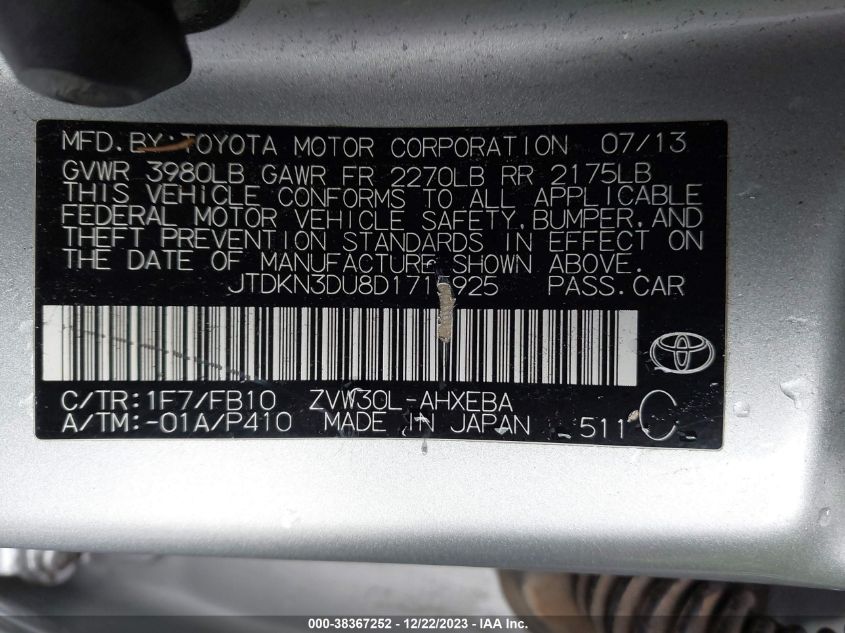 MFD.BY:TOYOTA MOTOR CORPORATION 07/13
GVWR 3980LB GAWR FR 2270LB RR 2175LB
THIS VEHICLE CONFORMS TO ALL APPLICABLE
FEDERAL MOTOR VEHICLE SAFETY,BUMPER,AND
THEFT PREVENTION STANDARDS IN EFFECT ON
THE DATE OF MANUFACTURE SHOWN ABOVE.
PASS.CAR
C/TR:1F7/FB10 ZVW30L-AHXEBA
A/TM:-01A/P410 MADE IN JAPAN 511 C
000-38367252 - 12/22/2023 - IAA Inc.